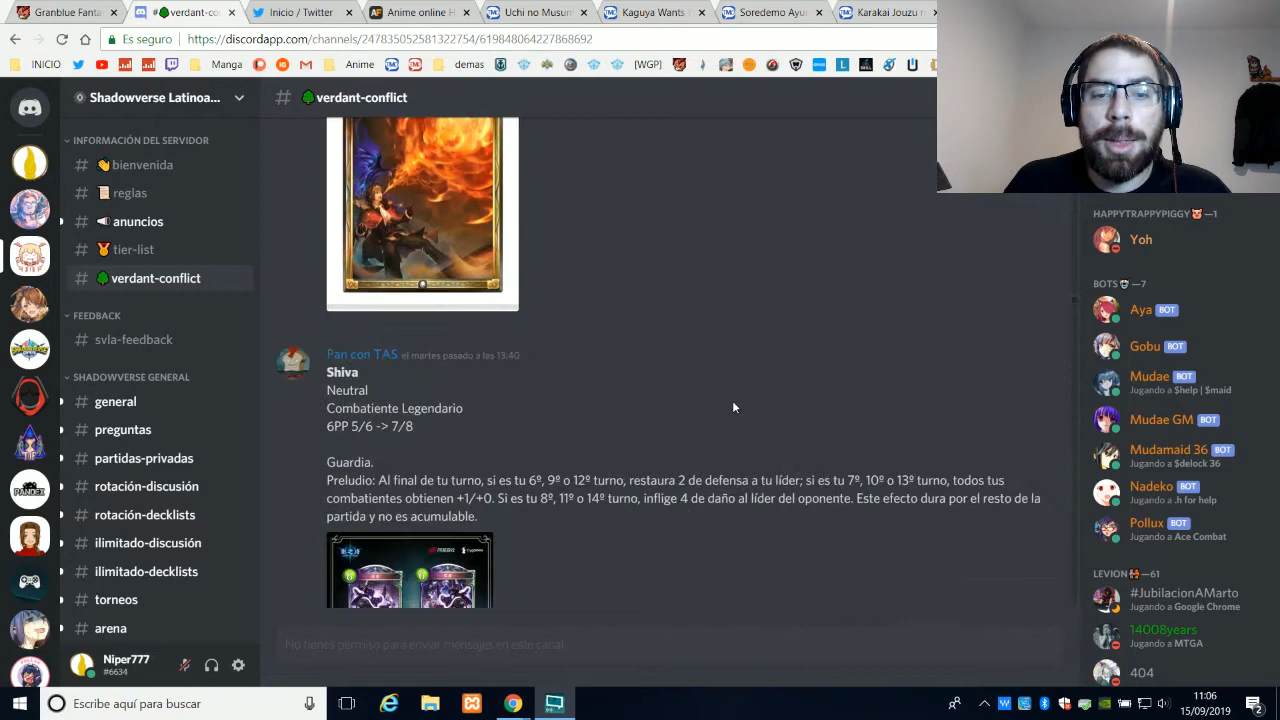 Granblue Fanta
#verdant-co
Inicio / Twitter
Anime online H
Uchi no Musum
Kaguya Wants
Soredemo Ayu
Karakai Jouzu n
Es seguro
https://discordapp.com/channels/247835052581322754/619848064227868692
INICIO
Manga
Anime
demas
[WGP]
Shadowverse Latinoa...
verdant-conflict
INFORMACIÓN DEL SERVIDOR
bienvenida
reglas
anuncios
tier-list
verdant-conflict
FEEDBACK
svla-feedback
SHADOWVERSE GENERAL
general
preguntas
partidas-privadas
rotación-discusión
rotación-decklists
ilimitado-discusión
ilimitado-decklists
torneos
arena
Niper777
#6634
Pan con TAS el martes pasado a las 13:40
Shiva
Neutral
Combatiente Legendario
6PP 5/6 -> 7/8
Guardia.
Preludio: Al final de tu turno, si es tu 6º, 9º o 12º turno, restaura 2 de defensa a tu líder; si es tu 7º, 10º o 13º turno, todos tus
combatientes obtienen +1/+0. Si es tu 8º, 11º o 14º turno, inflige 4 de daño al líder del oponente. Este efecto dura por el resto de la
partida y no es acumulable.
No tienes permiso para enviar mensajes en este canal.
HAPPYTRAPPYPIGGY —1
Yoh
BOTS —7
Aya BOT
Gobu BOT
Mudae BOT
Jugando a $help | $maid
Mudae GM BOT
Mudamaid 36 BOT
Jugando a $delock 36
Nadeko BOT
Jugando a .h for help
Pollux BOT
Jugando a Ace Combat
LEVION —61
#JubilacionAMarto
Jugando a Google Chrome
14008years
Jugando a MTGA
404
Escribe aquí para buscar
11:06
15/09/2019
2